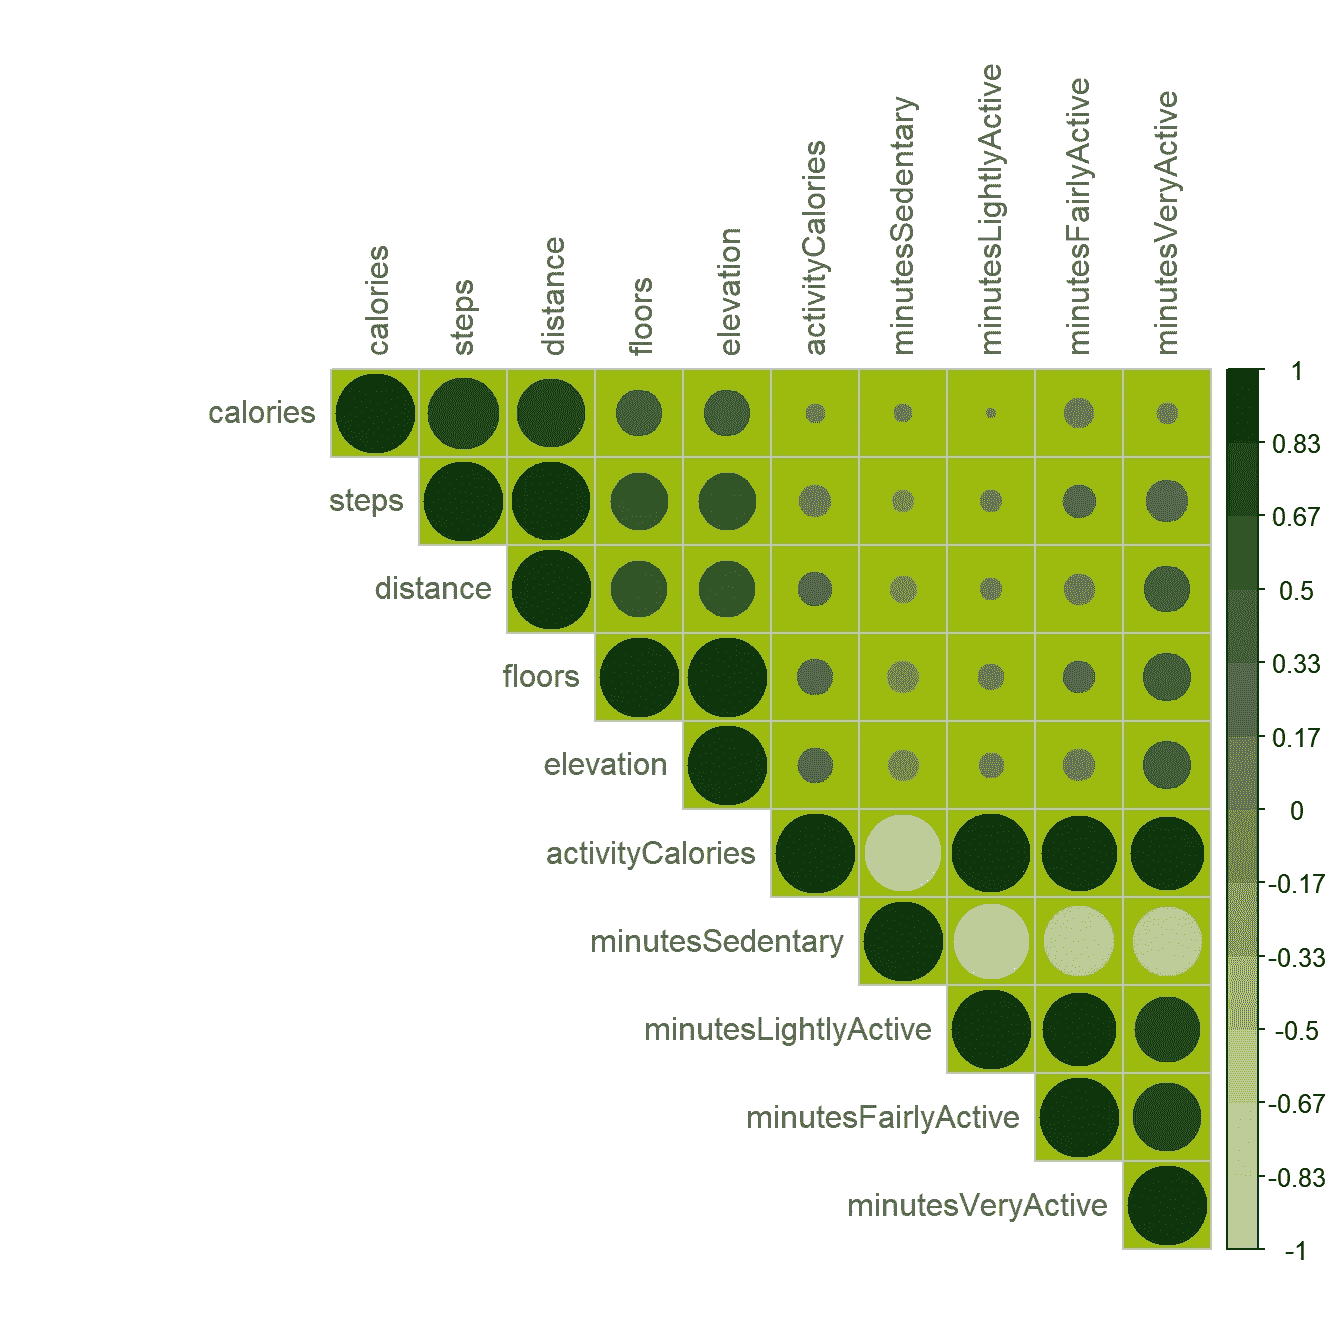 calories
steps
distance
floors
elevation
activityCalories
minutesSedentary
minutesLightlyActive
minutesFairlyActive
minutesVeryActive
calories
steps
distance
floors
elevation
activityCalories
minutesSedentary
minutesLightlyActive
minutesFairlyActive
minutesVeryActive
1
0.83
0.67
0.5
0.33
0.17
0
-0.17
-0.33
-0.5
-0.67
-0.83
-1